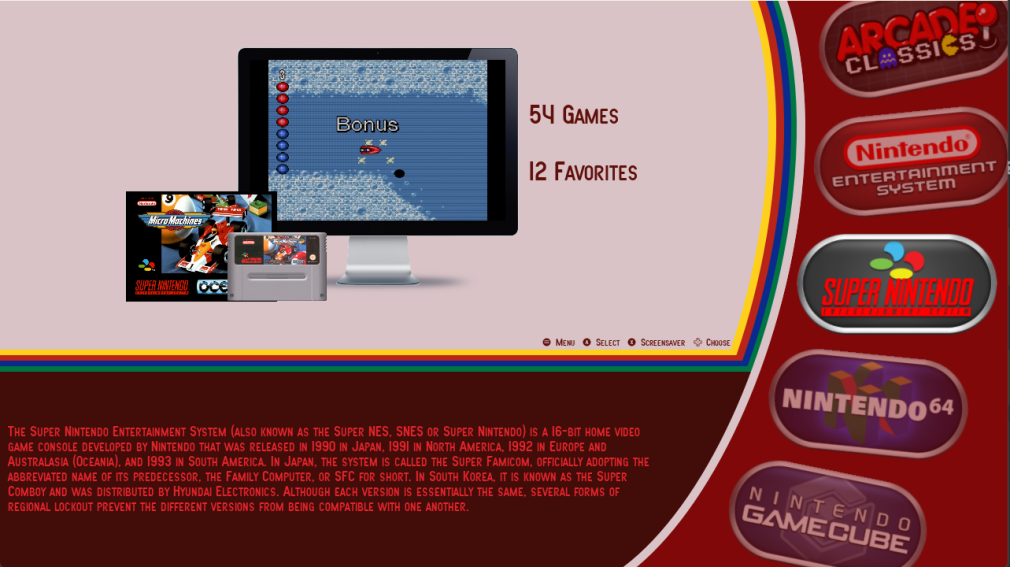 ARCADE
CLASSICS!
3
Bonus
54 Games
12 Favorites
Nintendo
ENTERTAINMENT
SYSTEM
Micro Machines
SUPER NINTENDO
SUPER NINTENDO
ENTERTAINMENT SYSTEM
Menu Select Screensaver Choose
NINTENDO 64
The Super Nintendo Entertainment System (also known as the Super NES, SNES or Super Nintendo) is a 16-bit home video
game console developed by Nintendo that was released in 1990 in Japan, 1991 in North America, 1992 in Europe and
Australasia (Oceania), and 1993 in South America. In Japan, the system is called the Super Famicom, officially adopting the
abbreviated name of its predecessor, the Family Computer, or SFC for short. In South Korea, it is known as the Super
Comboy and was distributed by Hyundai Electronics. Although each version is essentially the same, several forms of
regional lockout prevent the different versions from being compatible with one another.
NINTENDO
GAMECUBE